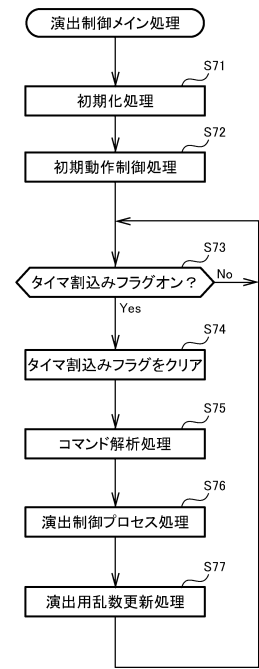 演出制御メイン処理
S71
初期化処理
S72
初期動作制御処理
S73
タイマ割込みフラグオン？
No
Yes
S74
タイマ割込みフラグをクリア
S75
コマンド解析処理
S76
演出制御プロセス処理
S77
演出用乱数更新処理